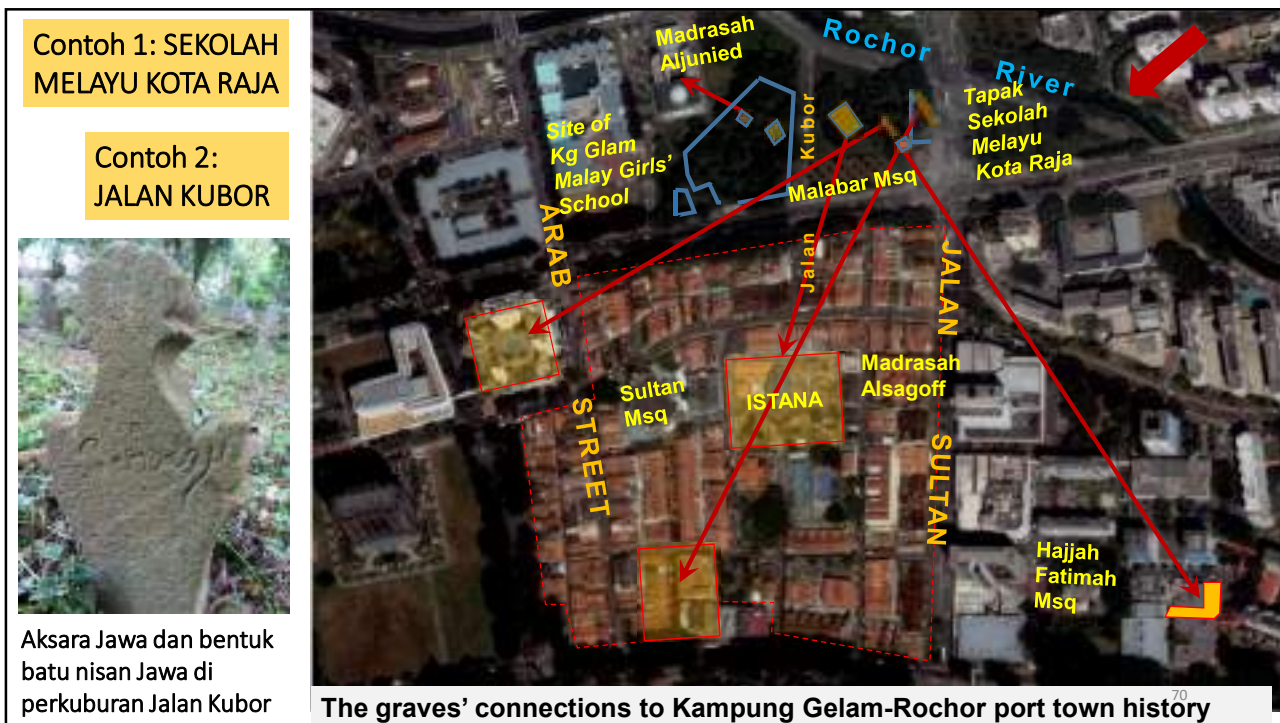 Contoh 1: SEKOLAH
MELAYU KOTA RAJA
Contoh 2:
JALAN KUBOR
Aksara Jawa dan bentuk
batu nisan Jawa di
perkuburan Jalan Kubor
Madrasah
Aljunied
Rochor
River
Site of
Kg Glam
Malay Girls'
School
Kubor
Jalan
Malabar Msq
Tapak
Sekolah
Melayu
Kota Raja
ARAB
STREET
Sultan
Msq
ISTANA
Madrasah
Alsagoff
JALAN
SULTAN
Hajjah
Fatimah
Msq
70
The graves' connections to Kampung Gelam-Rochor port town history